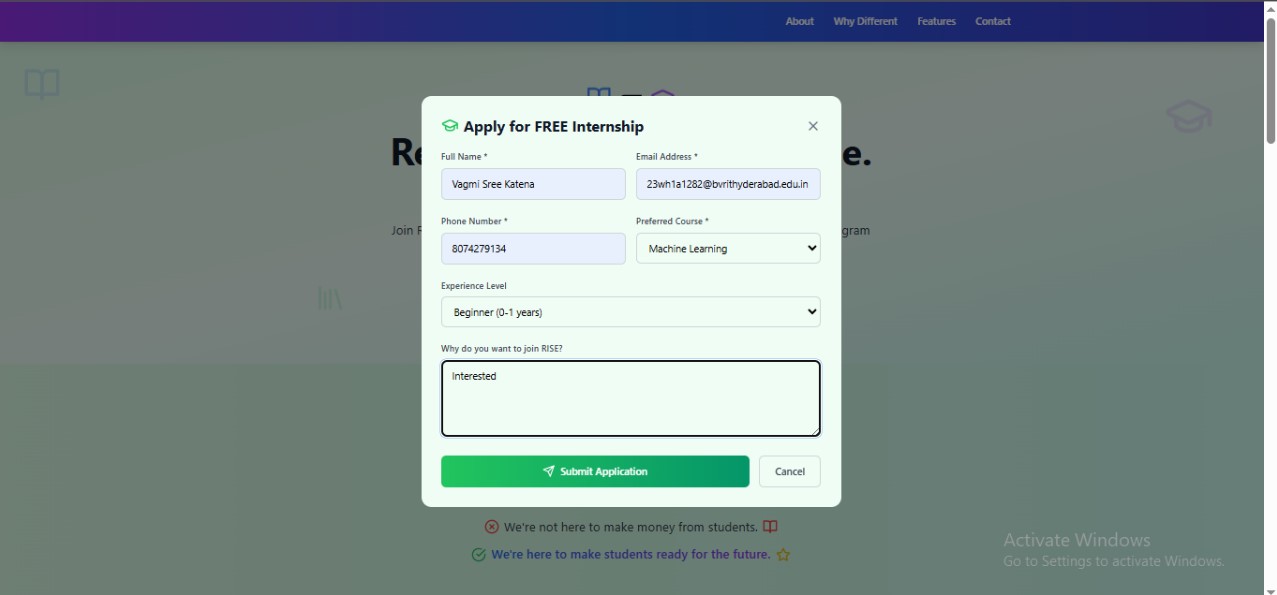 About Why Different Features Contact
Apply for FREE Internship
Re e.
Full Name * Email Address *
Vagmi Sree Katena 23wh1a1282@bvrithyderabad.edu.in
Phone Number * Preferred Course *
Join R gram
8074279134 Machine Learning
Experience Level
Beginner (0-1 years)
Why do you want to join RISE?
Interested
Submit Application Cancel
We're not here to make money from students.
We're here to make students ready for the future.
Activate Windows
Go to Settings to activate Windows.